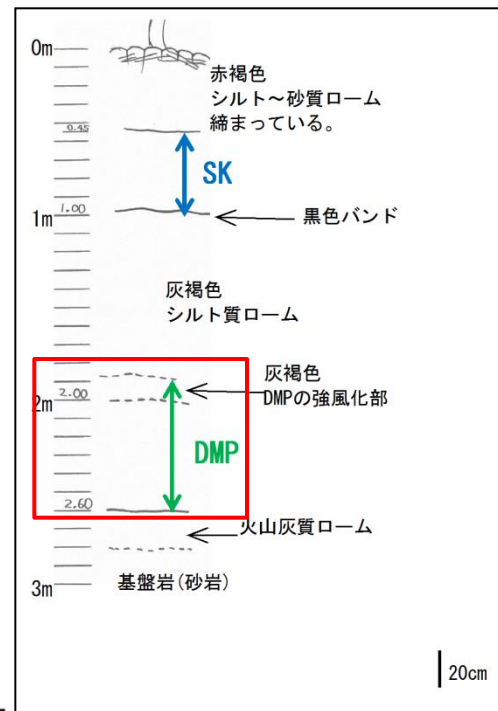 0m
赤褐色
シルト～砂質ローム
締まっている。
0.45
SK
1.00
1m
黒色バンド
灰褐色
シルト質ローム
灰褐色
DMPの強風化部
2.00
2m
DMP
2.60
火山灰質ローム
基盤岩(砂岩)
3m
20cm